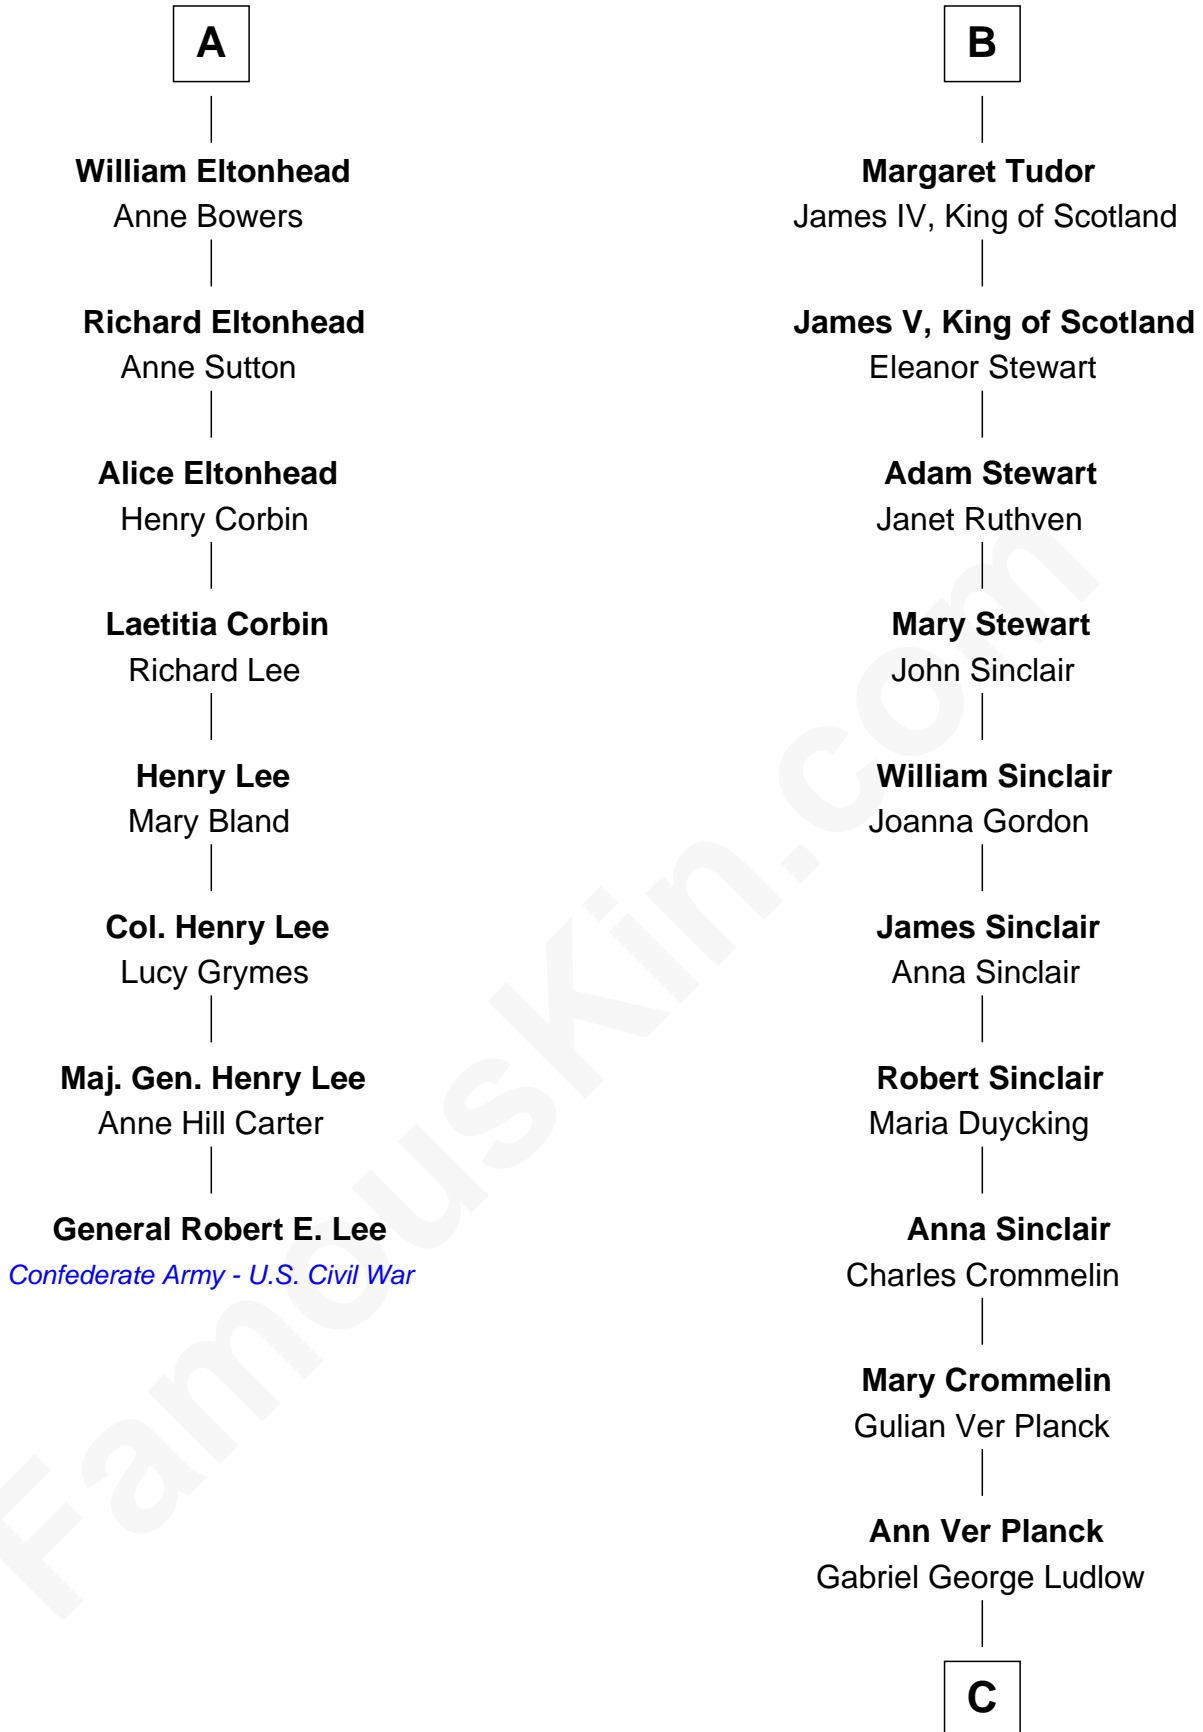 A
William Eltonhead
Anne Bowers
Richard Eltonhead
Anne Sutton
Alice Eltonhead
Henry Corbin
Laetitia Corbin
Richard Lee
Henry Lee
Mary Bland
Col. Henry Lee
Lucy Grymes
Maj. Gen. Henry Lee
Anne Hill Carter
General Robert E. Lee
Confederate Army - U.S. Civil War
B
Margaret Tudor
James IV, King of Scotland
James V, King of Scotland
Eleanor Stewart
Adam Stewart
Janet Ruthven
Mary Stewart
John Sinclair
William Sinclair
Joanna Gordon
James Sinclair
Anna Sinclair
Robert Sinclair
Maria Duycking
Anna Sinclair
Charles Crommelin
Mary Crommelin
Gulian Ver Planck
Ann Ver Planck
Gabriel George Ludlow
C
FamousKin.com